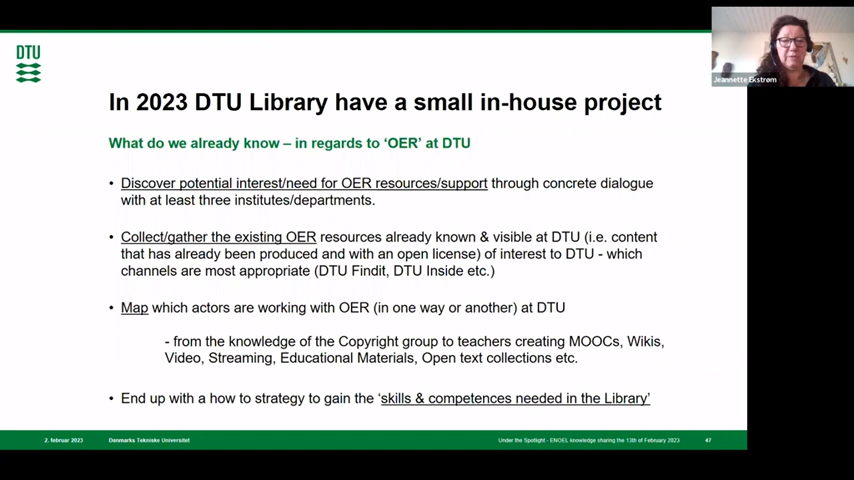 DTU
Jeannette Ekstrøm
In 2023 DTU Library have a small in-house project
What do we already know – in regards to ‘OER’ at DTU
• Discover potential interest/need for OER resources/support through concrete dialogue
with at least three institutes/departments.
• Collect/gather the existing OER resources already known & visible at DTU (i.e. content
that has already been produced and with an open license) of interest to DTU - which
channels are most appropriate (DTU Findit, DTU Inside etc.)
• Map which actors are working with OER (in one way or another) at DTU
- from the knowledge of the Copyright group to teachers creating MOOCs, Wikis,
Video, Streaming, Educational Materials, Open text collections etc.
• End up with a how to strategy to gain the ‘skills & competences needed in the Library’
2. februar 2023 Danmarks Tekniske Universitet Under the Spotlight - ENOEL knowledge sharing the 13th of February 2023 47